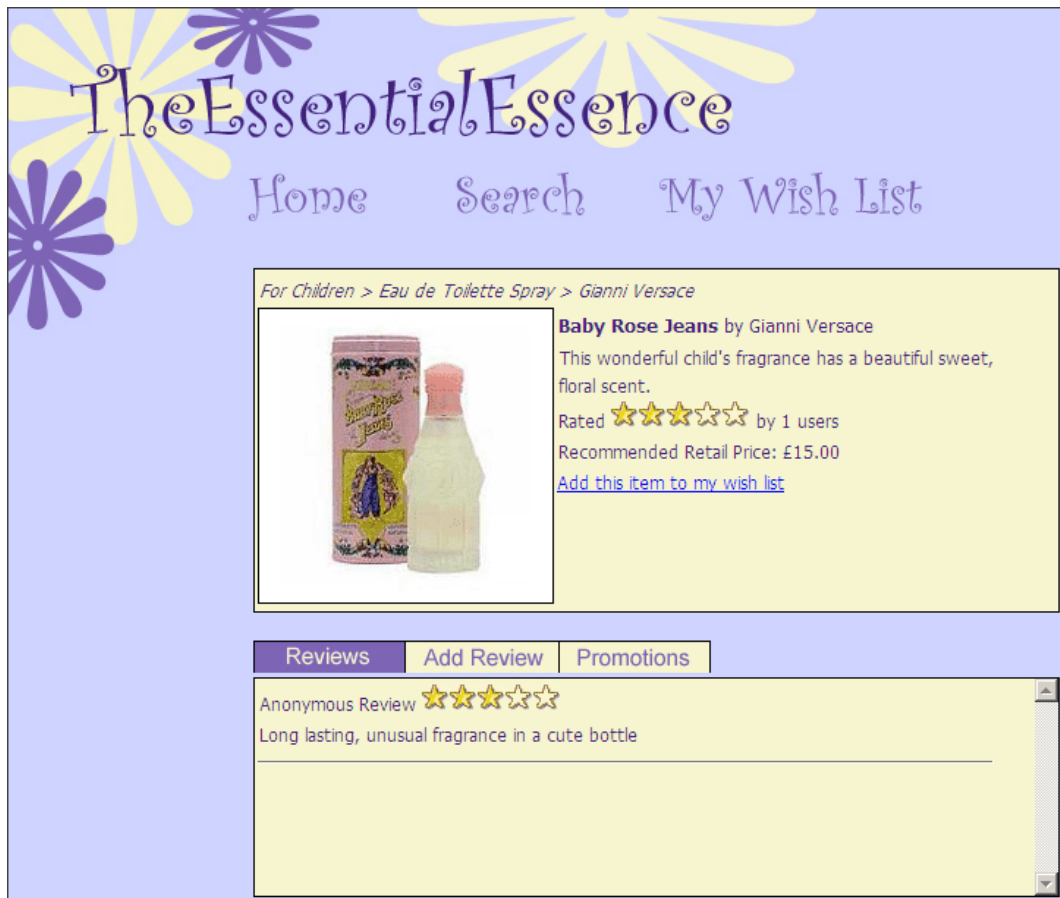 TheEssentialEssence
Home Search My Wish List
For Children > Eau de Toilette Spray > Gianni Versace
Baby Rose Jeans by Gianni Versace
This wonderful child's fragrance has a beautiful sweet,
floral scent.
Rated by 1 users
Recommended Retail Price: £15.00
Add this item to my wish list
Baby Rose
Jeans
Reviews Add Review Promotions
Anonymous Review
Long lasting, unusual fragrance in a cute bottle